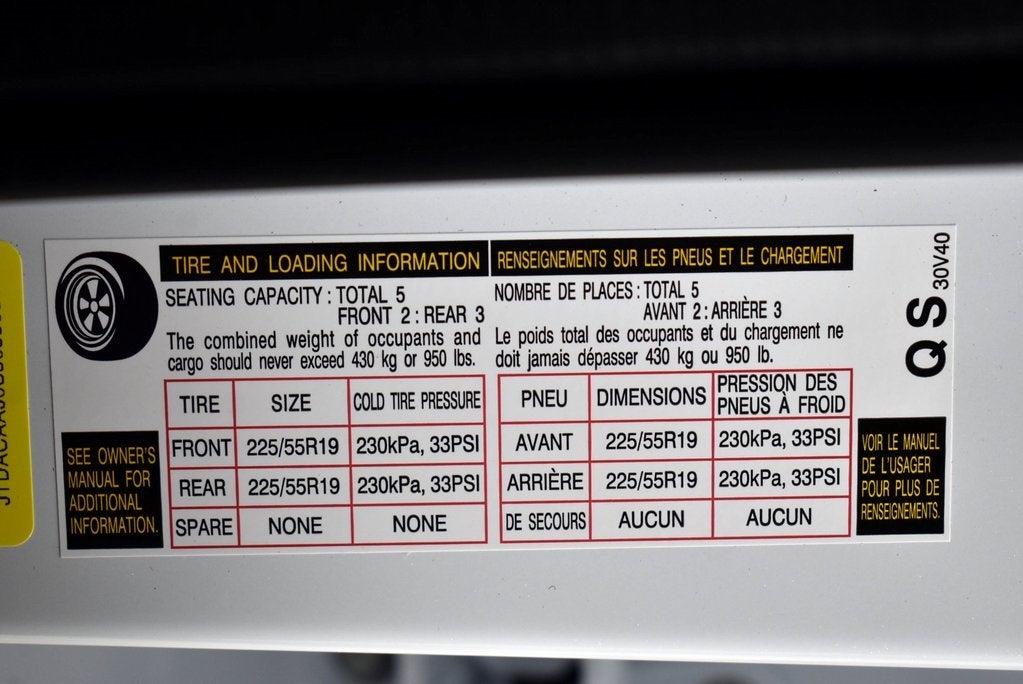 TIRE AND LOADING INFORMATION
SEATING CAPACITY : TOTAL 5
FRONT 2 : REAR 3
The combined weight of occupants and
cargo should never exceed 430 kg or 950 lbs.
TIRE SIZE COLD TIRE PRESSURE
FRONT 225/55R19 230kPa, 33PSI
REAR 225/55R19 230kPa, 33PSI
SPARE NONE NONE
SEE OWNER'S
MANUAL FOR
ADDITIONAL
INFORMATION.
RENSEIGNEMENTS SUR LES PNEUS ET LE CHARGEMENT
NOMBRE DE PLACES : TOTAL 5
AVANT 2 : ARRIÈRE 3
Le poids total des occupants et du chargement ne
doit jamais dépasser 430 kg ou 950 lb.
PNEU DIMENSIONS PRESSION DES
PNEUS À FROID
AVANT 225/55R19 230kPa, 33PSI
ARRIÈRE 225/55R19 230kPa, 33PSI
DE SECOURS AUCUN AUCUN
VOIR LE MANUEL
DE L'USAGER
POUR PLUS DE
RENSEIGNEMENTS.
QS 30V40